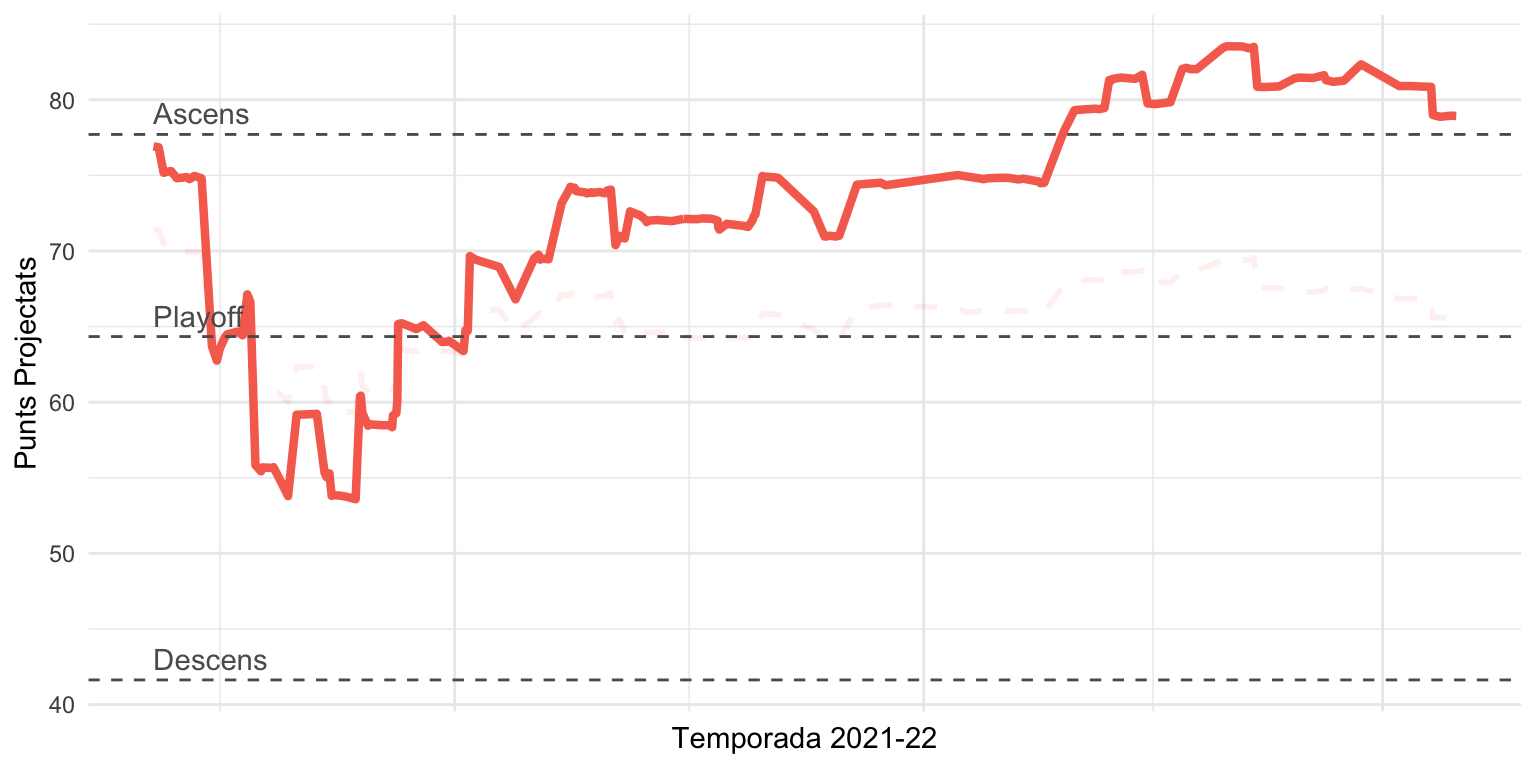 Punts Projectats
80
70
60
50
40
Ascens
Playoff
Descens
Temporada 2021-22